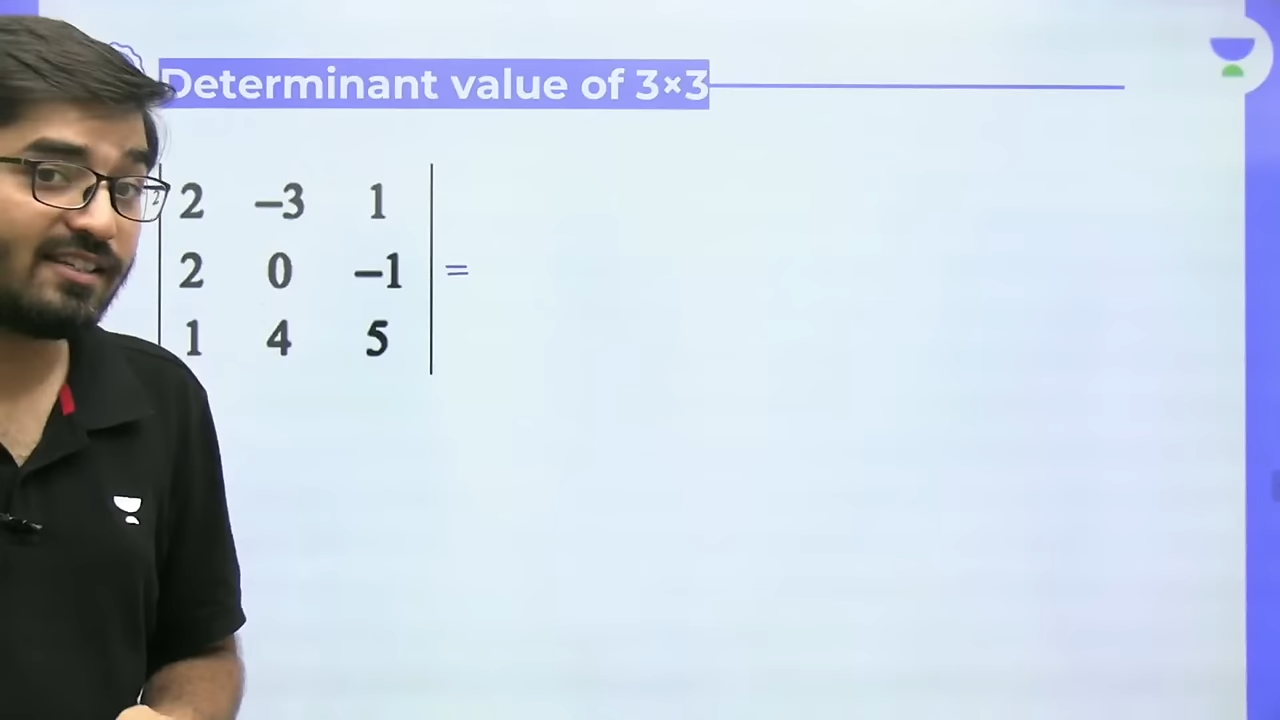 Determinant value of 3×3
2 -3 1
2 0 -1 =
1 4 5